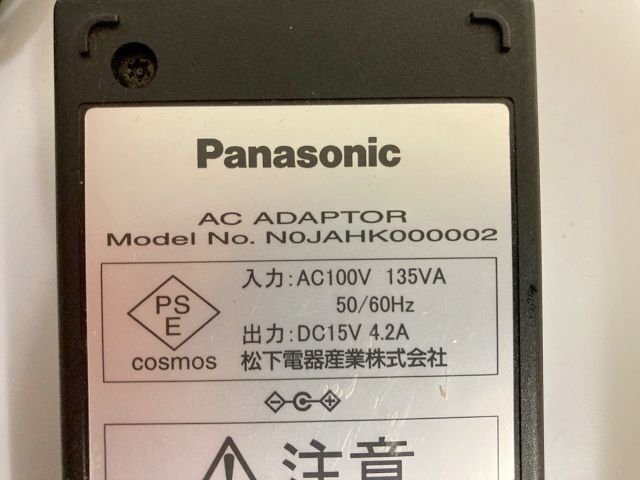 Panasonic
AC ADAPTOR
Model No. N0JAHK000002
PS
E
cosmos
入力:AC100V 135VA
50/60Hz
出力:DC15V 4.2A
松下電器産業株式会社
注意